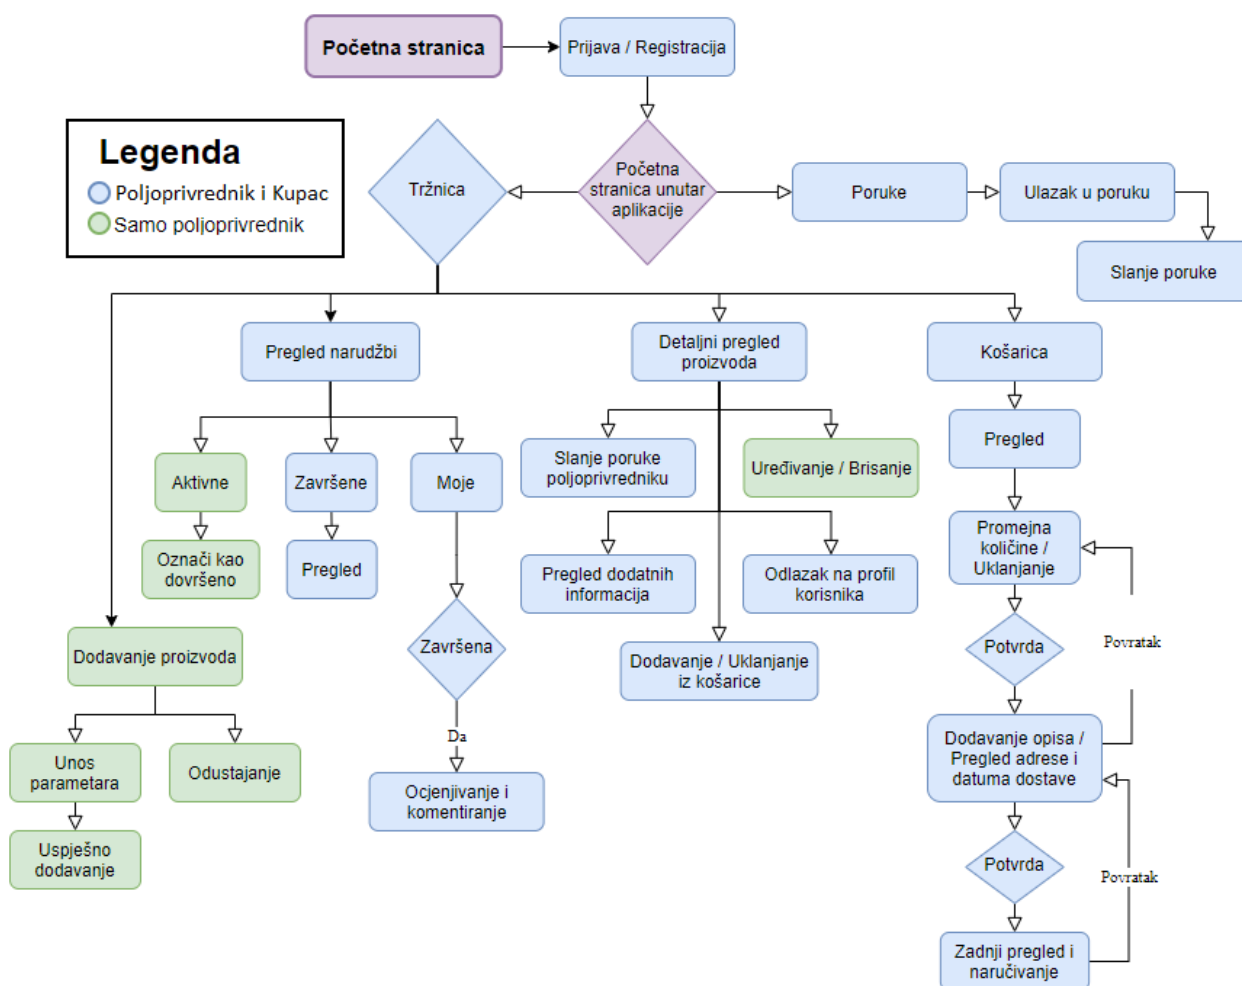 Početna stranica
Prijava / Registracija
Legenda
Poljoprivrednik i Kupac
Samo poljoprivrednik
Tržnica
Početna
stranica unutar
aplikacije
Poruke
Ulazak u poruku
Slanje poruke
Pregled narudžbi
Detaljni pregled
proizvoda
Košarica
Pregled
Aktivne
Završene
Moje
Slanje poruke
poljoprivredniku
Uređivanje / Brisanje
Označi kao
dovršeno
Pregled
Pregled dodatnih
informacija
Odlazak na profil
korisnika
Promejna
količine /
Uklanjanje
Dodavanje proizvoda
Završena
Dodavanje / Uklanjanje
iz košarice
Potvrda
Povratak
Unos
parametara
Odustajanje
Da
Dodavanje opisa /
Pregled adrese i
datuma dostave
Ocjenjivanje i
komentiranje
Uspješno
dodavanje
Potvrda
Povratak
Zadnji pregled i
naručivanje